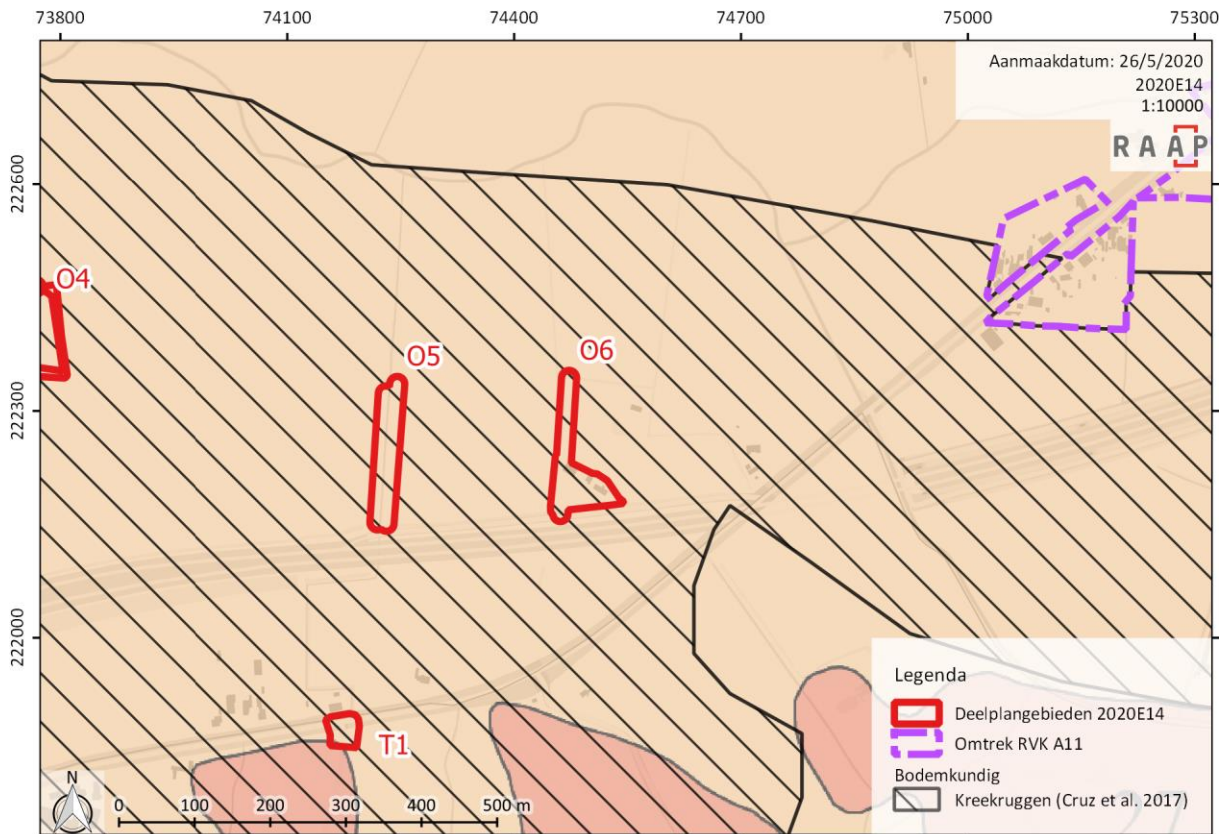 73800 74100 74400 74700 75000 75300
Aanmaakdatum: 26/5/2020
2020E14
1:10000
RAAP
222600
O4
O5
O6
222300
222000
T1
Legenda
Deelplangebieden 2020E14
Omtrek RVK A11
Bodemkundig
Kreekruggen (Cruz et al. 2017)
N
0 100 200 300 400 500 m